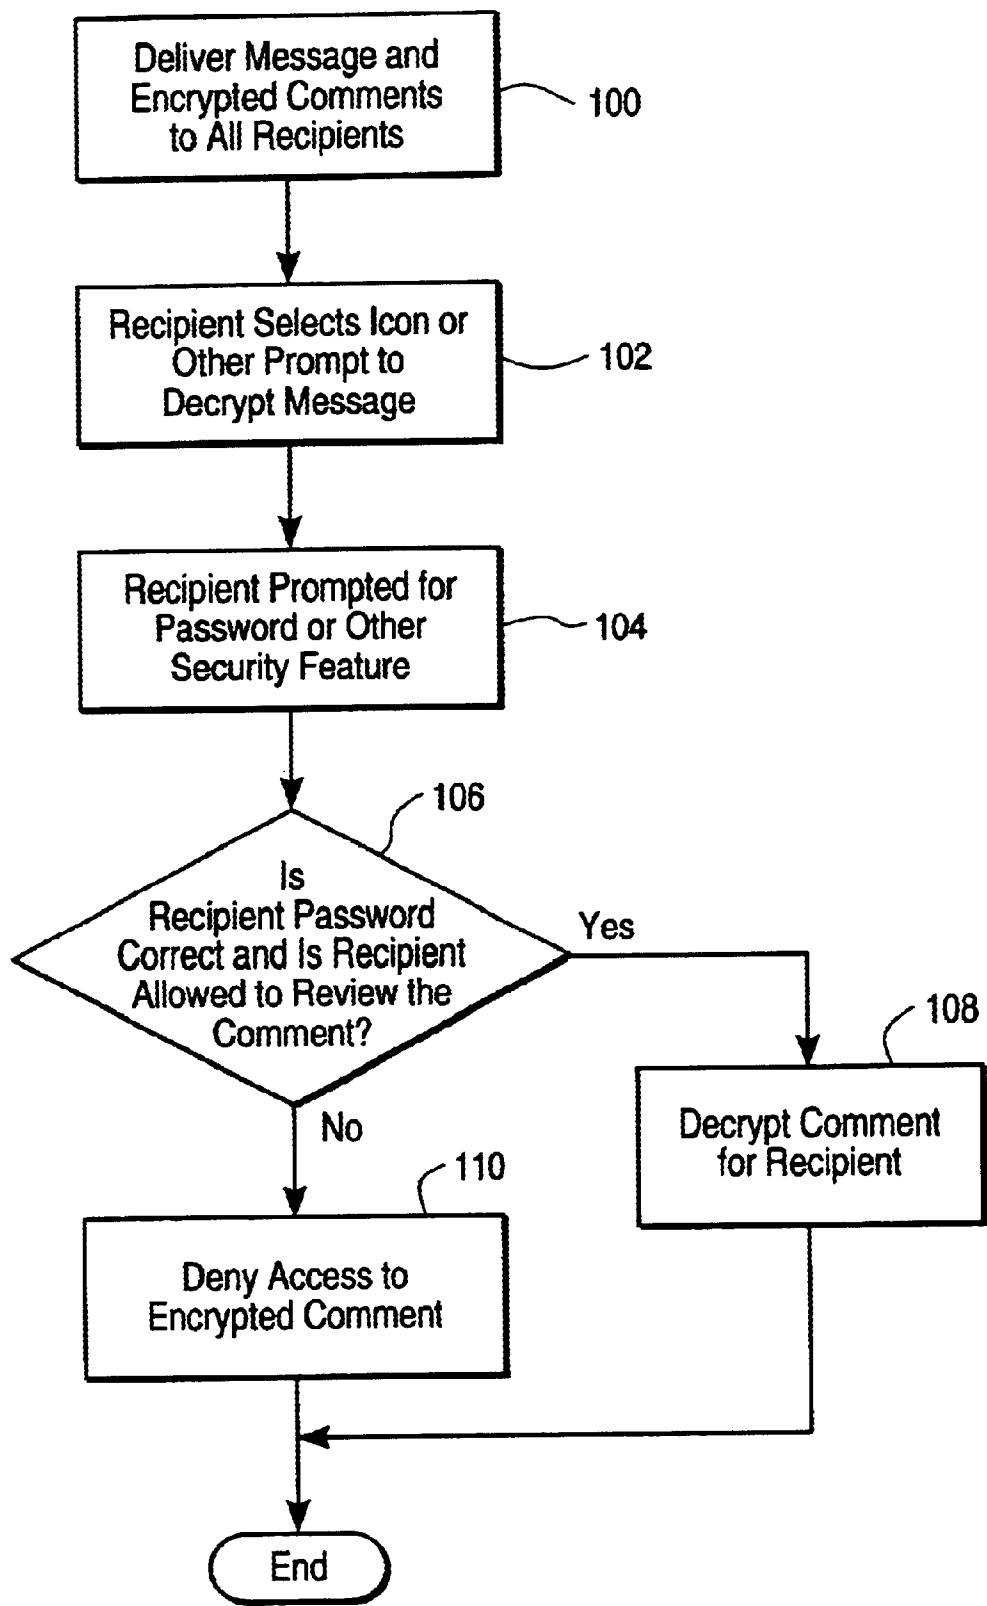 Deliver Message and
Encrypted Comments
to All Recipients
100
Recipient Selects Icon or
Other Prompt to
Decrypt Message
102
Recipient Prompted for
Password or Other
Security Feature
104
106
Is
Recipient Password
Correct and Is Recipient
Allowed to Review the
Comment?
Yes
No
108
Decrypt Comment
for Recipient
110
Deny Access to
Encrypted Comment
End